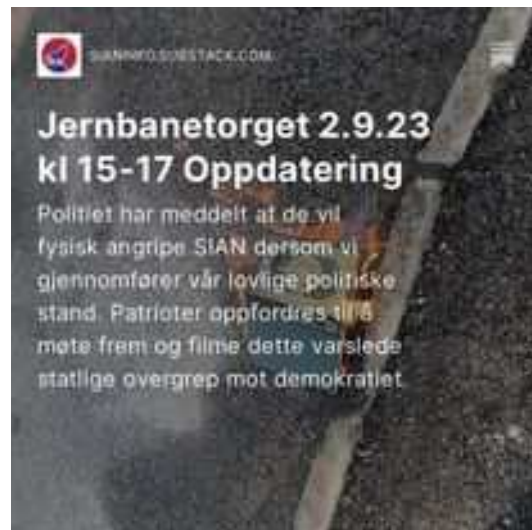 SIANINFO.SUBSTACK.COM
Jernbanetorget 2.9.23
kl 15-17 Oppdatering
Politiet har meddelt at de vil
fysisk angripe SIAN dersom vi
gjennomfører vår lovlige politiske
stand. Patrioter oppfordres til å
møte frem og filme dette varslede
statlige overgrep mot demokratiet